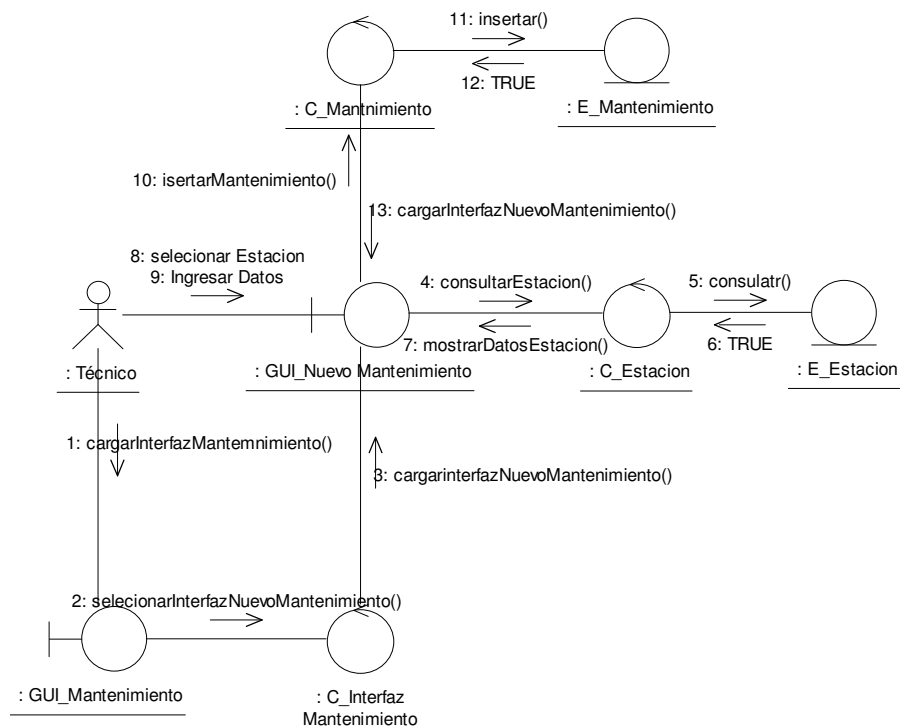 11: insertar()
12: TRUE
: C_Mantnimiento
: E_Mantenimiento
10: isertarMantenimiento()
13: cargarInterfazNuevoMantenimiento()
8: selecionar Estacion
9: Ingresar Datos
4: consultarEstacion()
5: consulatr()
7: mostrarDatosEstacion()
6: TRUE
: Técnico
: GUI_Nuevo Mantenimiento
: C_Estacion
: E_Estacion
1: cargarInterfazMantemnimiento()
3: cargarinterfazNuevoMantenimiento()
2: selecionarInterfazNuevoMantenimiento()
: GUI_Mantenimiento
: C_Interfaz
Mantenimiento